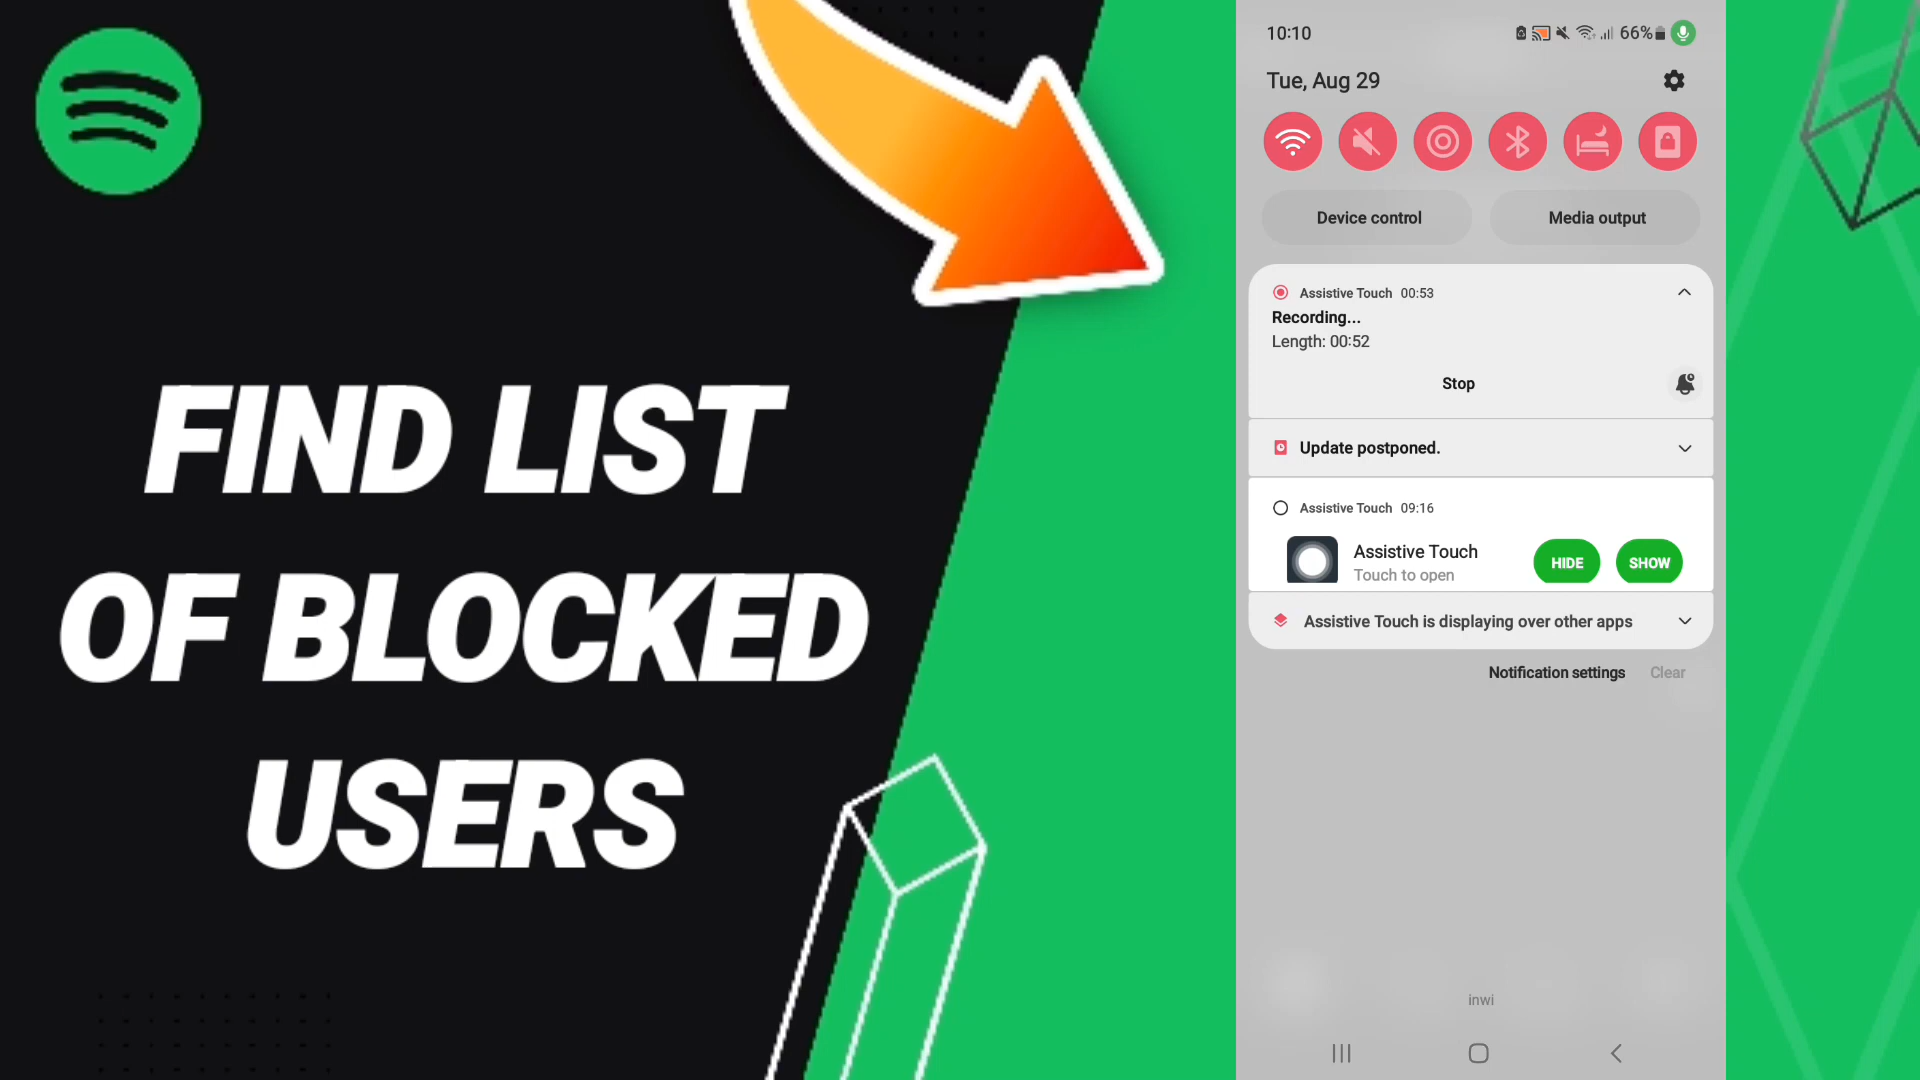 FIND LIST
OF BLOCKED
USERS
10:10
66%
Tue, Aug 29
Device control
Media output
Assistive Touch 00:53
Recording...
Length: 00:52
Stop
Update postponed.
Assistive Touch 09:16
Assistive Touch
Touch to open
HIDE
SHOW
Assistive Touch is displaying over other apps
Notification settings
Clear
inwi